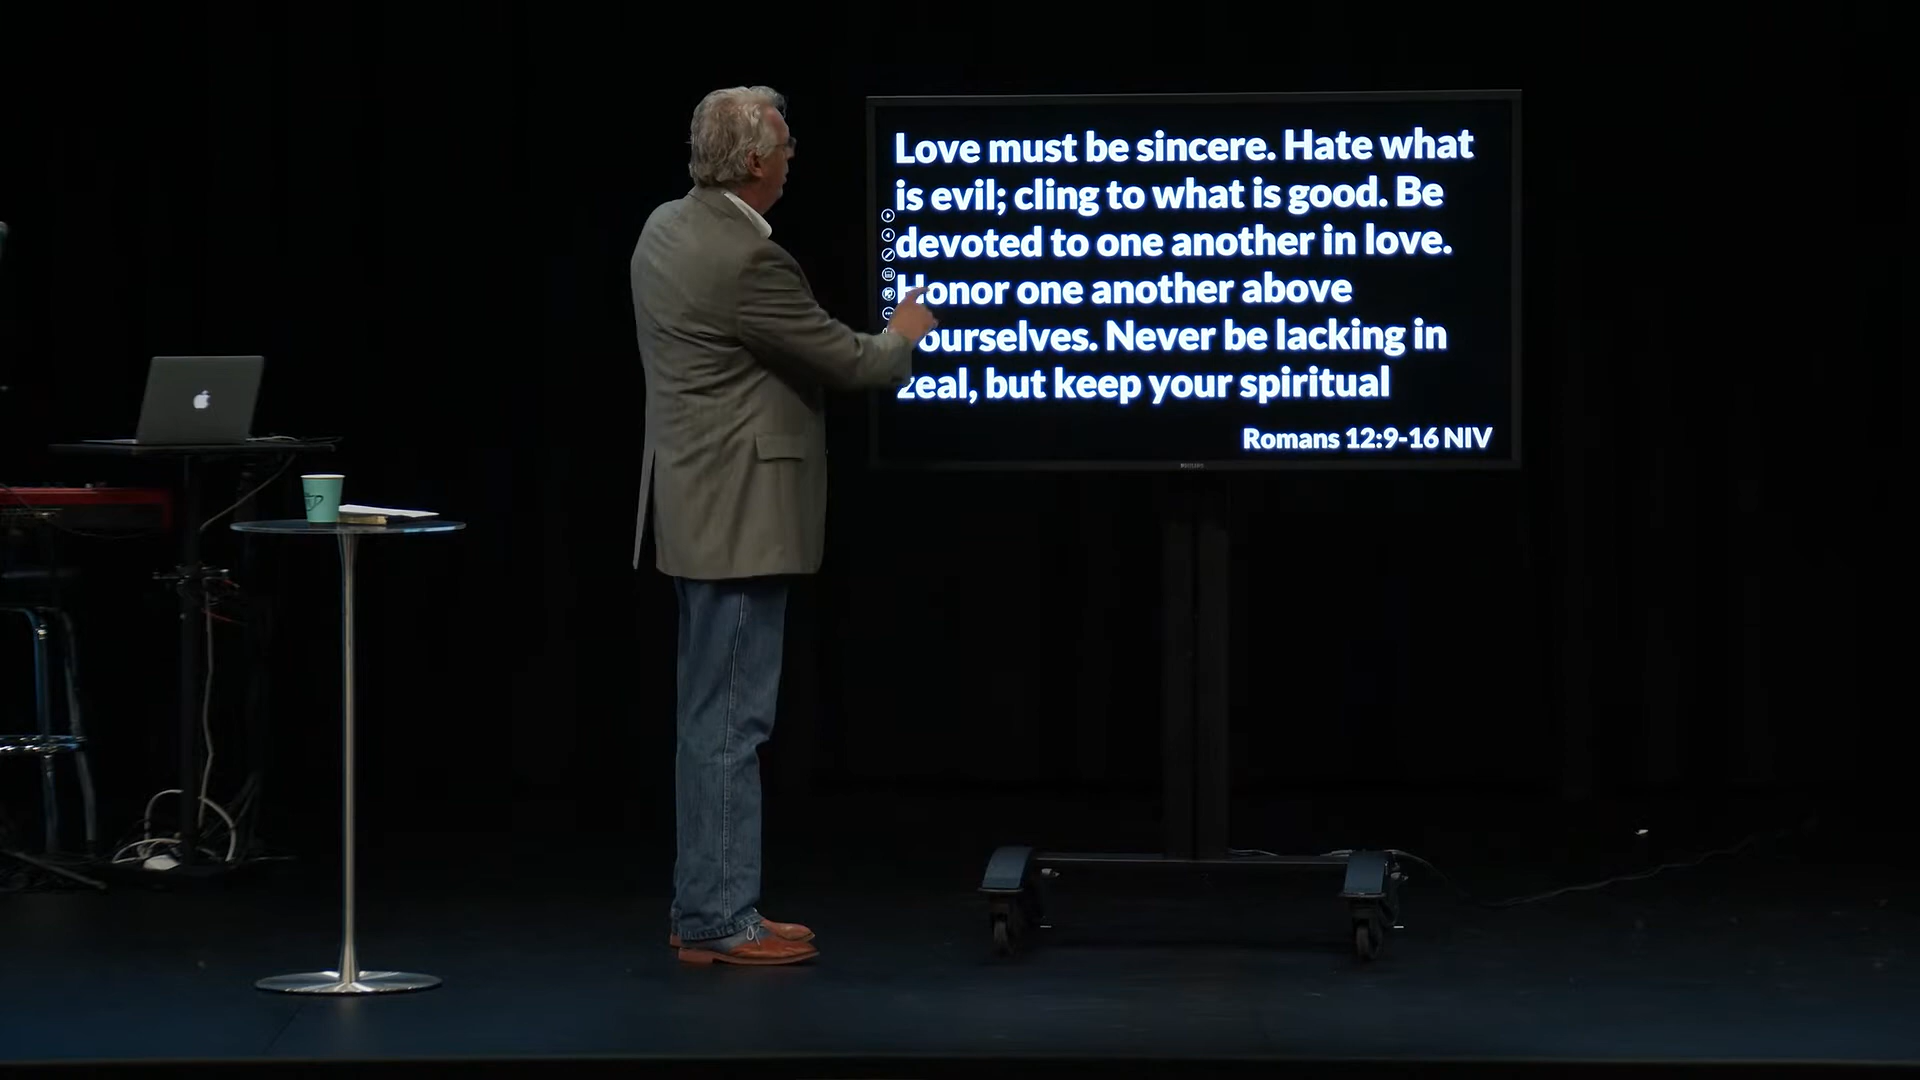 Love must be sincere. Hate what
is evil; cling to what is good. Be
devoted to one another in love.
Honor one another above
ourselves. Never be lacking in
zeal, but keep your spiritual
Romans 12:9-16 NIV
PHILIPS